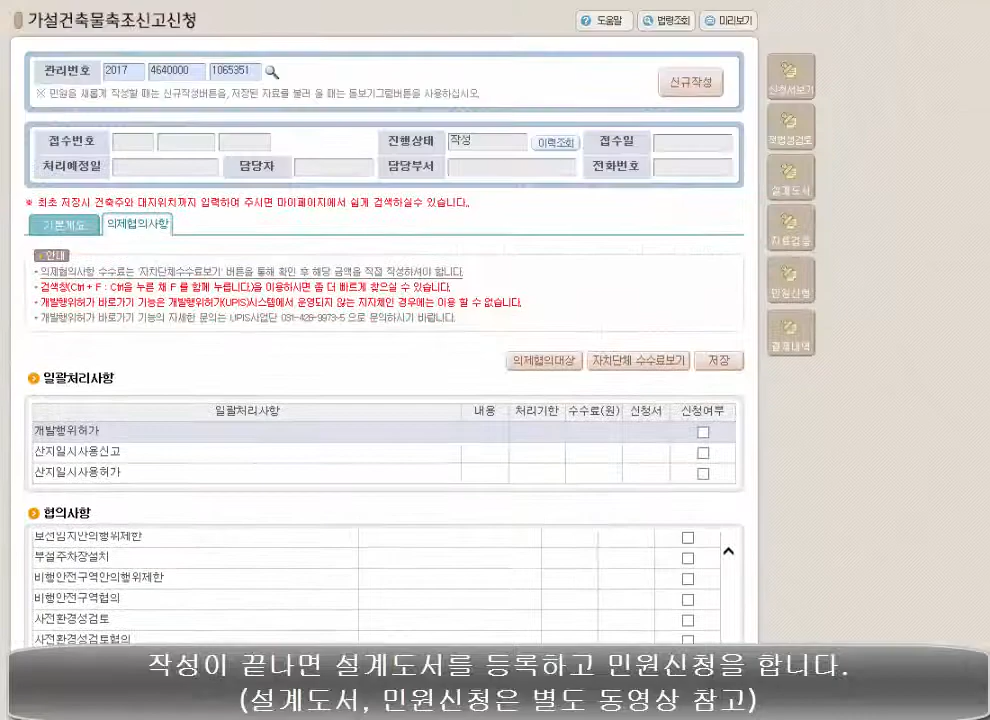 가설건축물축조신고신청
도움말 법령조회 미리보기
관리번호 2017 4640000 1065351
신규작성
※ 민원을 새롭게 작성할 때는 신규작성버튼을, 저장된 자료를 불러 올 때는 돋보기그림버튼을 사용하십시오.
접수번호 진행상태 작성 이력조회 접수일
처리예정일 담당자 담당부서 전화번호
※ 최초 저장시 건축주와 대지위치까지 입력하여 주시면 마이페이지에서 쉽게 검색하실수 있습니다.
기본개요 의제협의사항
안내
• 의제협의사항 수수료는 '자치단체수수료보기' 버튼을 통해 확인 후 해당 금액을 직접 작성하셔야 합니다.
• 검색창(Ctrl + F : Ctrl을 누른 채 F 를 함께 누릅니다.)을 이용하시면 좀 더 빠르게 찾으실 수 있습니다.
• 개발행위허가 바로가기 기능은 개발행위허가(UPIS)시스템에서 운영되지 않는 지자체인 경우에는 이용 할 수 없습니다.
• 개발행위허가 바로가기 기능의 자세한 문의는 UPIS사업단 031-428-9973~5 으로 문의하시기 바랍니다.
의제협의대상 자치단체 수수료보기 저장
일괄처리사항
일괄처리사항 내용 처리기한 수수료(원) 신청서 신청여부
개발행위허가
산지일시사용신고
산지일시사용허가
협의사항
보전임지안의행위제한
부설주차장설치
비행안전구역안의행위제한
비행안전구역협의
사전환경성검토
사전환경성검토협의
신청서보기
적법성검토
설계도서
자료검증
민원신청
결재내역
작성이 끝나면 설계도서를 등록하고 민원신청을 합니다.
(설계도서, 민원신청은 별도 동영상 참고)